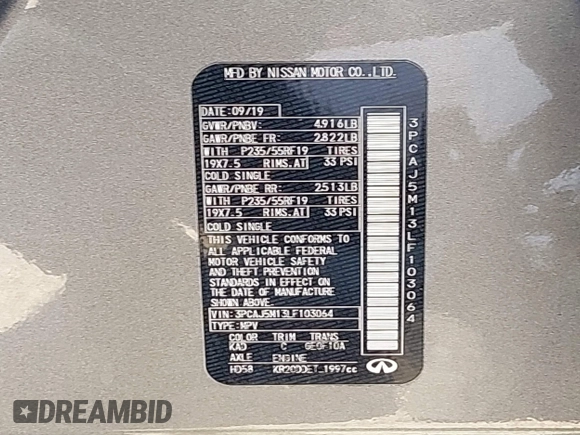 MFD BY NISSAN MOTOR CO.,LTD.
DATE:09/19
GVWR/PNBV: 4916LB
GAWR/PNBE FR: 2822LB
WITH P235/55RF19 TIRES
19X7.5 RIMS.AT 33 PSI
COLD SINGLE
GAWR/PNBE RR: 2513LB
WITH P235/55RF19 TIRES
19X7.5 RIMS.AT 33 PSI
COLD SINGLE
THIS VEHICLE CONFORMS TO
ALL APPLICABLE FEDERAL
MOTOR VEHICLE SAFETY
AND THEFT PREVENTION
STANDARDS IN EFFECT ON
THE DATE OF MANUFACTURE
SHOWN ABOVE.
VIN:3PCAJ5M13LF103064
TYPE:MPV
COLOR TRIM TRANS
KAD C GE0F10A
AXLE ENGINE
HD58 KR20DDET 1997cc
3PCAJ5M13LF103064
DREAMBID